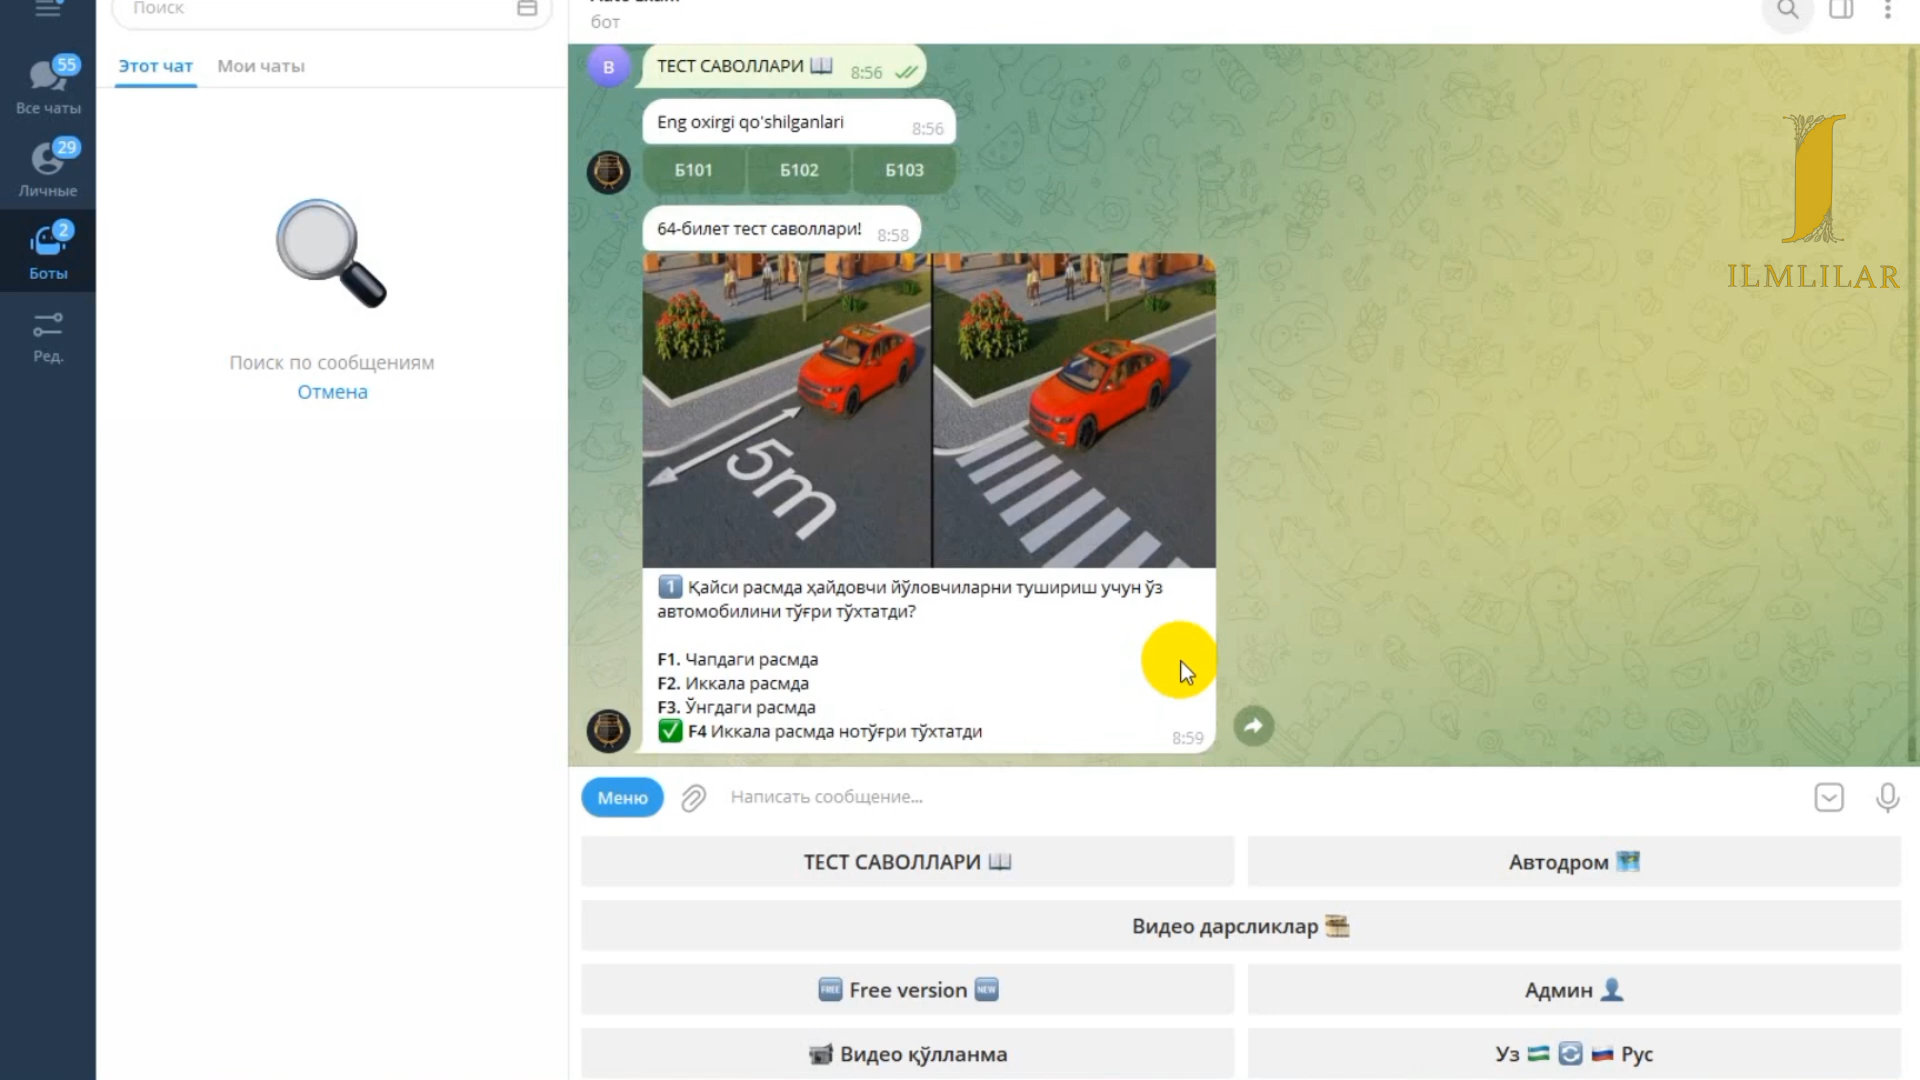 Поиск
бот
55
Все чаты
29
Личные
2
Боты
Ред.
Этот чат
Мои чаты
Поиск по сообщениям
Отмена
B
ТЕСТ САВОЛЛАРИ 📖 8:56
Eng oxirgi qo'shilganlari 8:56
Б101 Б102 Б103
64-билет тест саволлари! 8:58
5m
1️⃣ Қайси расмда ҳайдовчи йўловчиларни тушириш учун ўз
автомобилини тўғри тўхтатди?
F1. Чапдаги расмда
F2. Иккала расмда
F3. Ўнгдаги расмда
✅ F4 Иккала расмда нотўғри тўхтатди
8:59
ILMLILAR
Меню
Написать сообщение...
ТЕСТ САВОЛЛАРИ 📖
Автодром
Видео дарсликлар
🆓 Free version 🆕
Админ 👤
Видео қўлланма
Уз 🇺🇿 🔄 🇷🇺 Рус